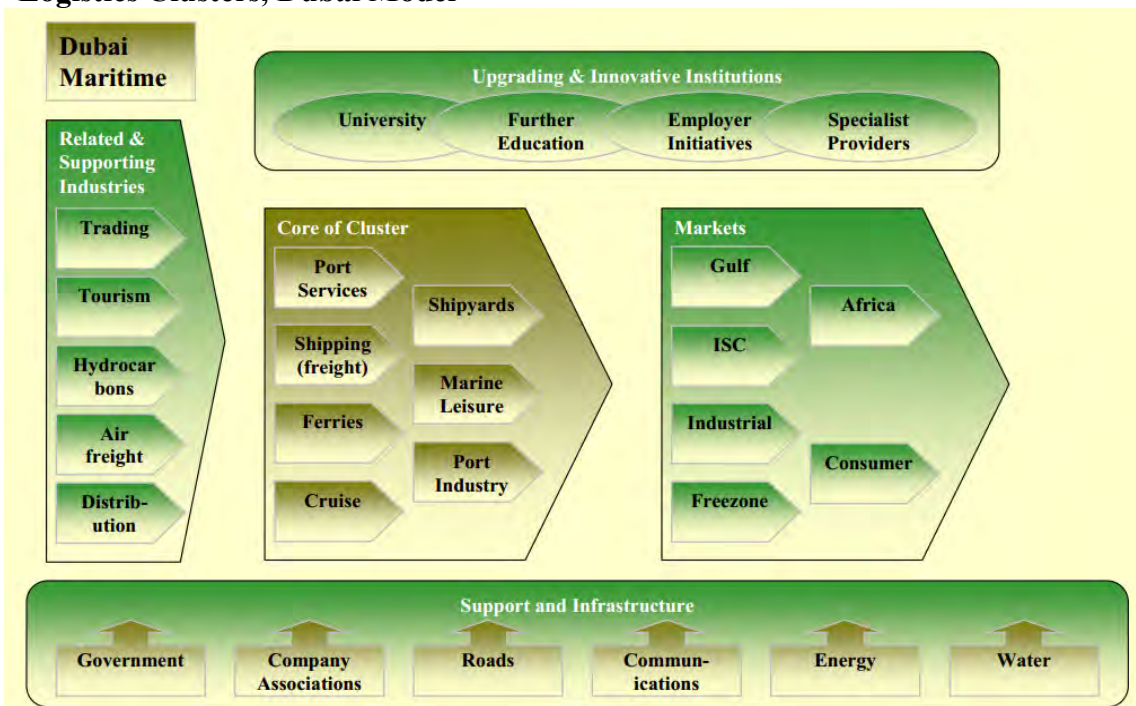 Logistics Clusters, Dubai Model
Dubai
Maritime
Upgrading & Innovative Institutions
University
Further
Education
Employer
Initiatives
Specialist
Providers
Related &
Supporting
Industries
Trading
Tourism
Hydrocar
bons
Air
freight
Distrib-
ution
Core of Cluster
Port
Services
Shipping
(freight)
Ferries
Cruise
Shipyards
Marine
Leisure
Port
Industry
Markets
Gulf
ISC
Industrial
Freezone
Africa
Consumer
Support and Infrastructure
Government
Company
Associations
Roads
Commun-
ications
Energy
Water